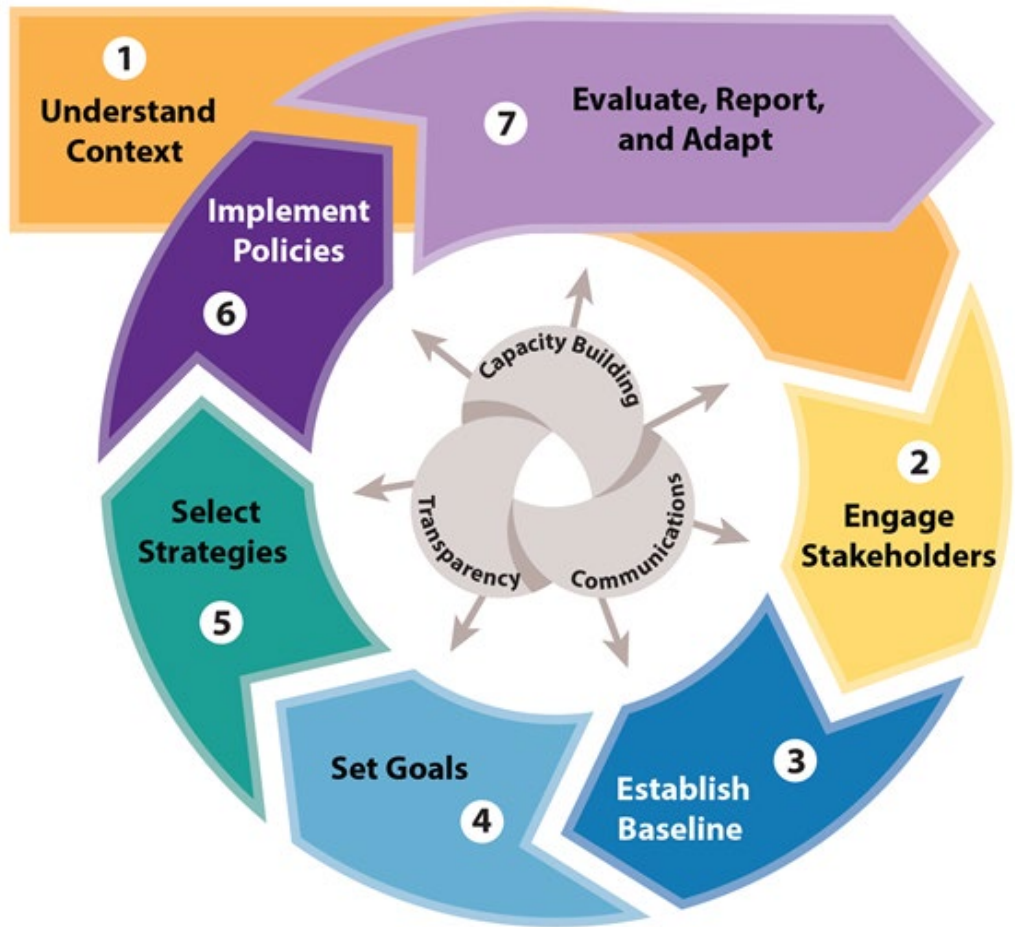 1
Understand
Context
2
Engage
Stakeholders
3
Establish
Baseline
Set Goals
4
Select
Strategies
5
Implement
Policies
6
7
Evaluate, Report,
and Adapt
Capacity Building
Communications
Transparency